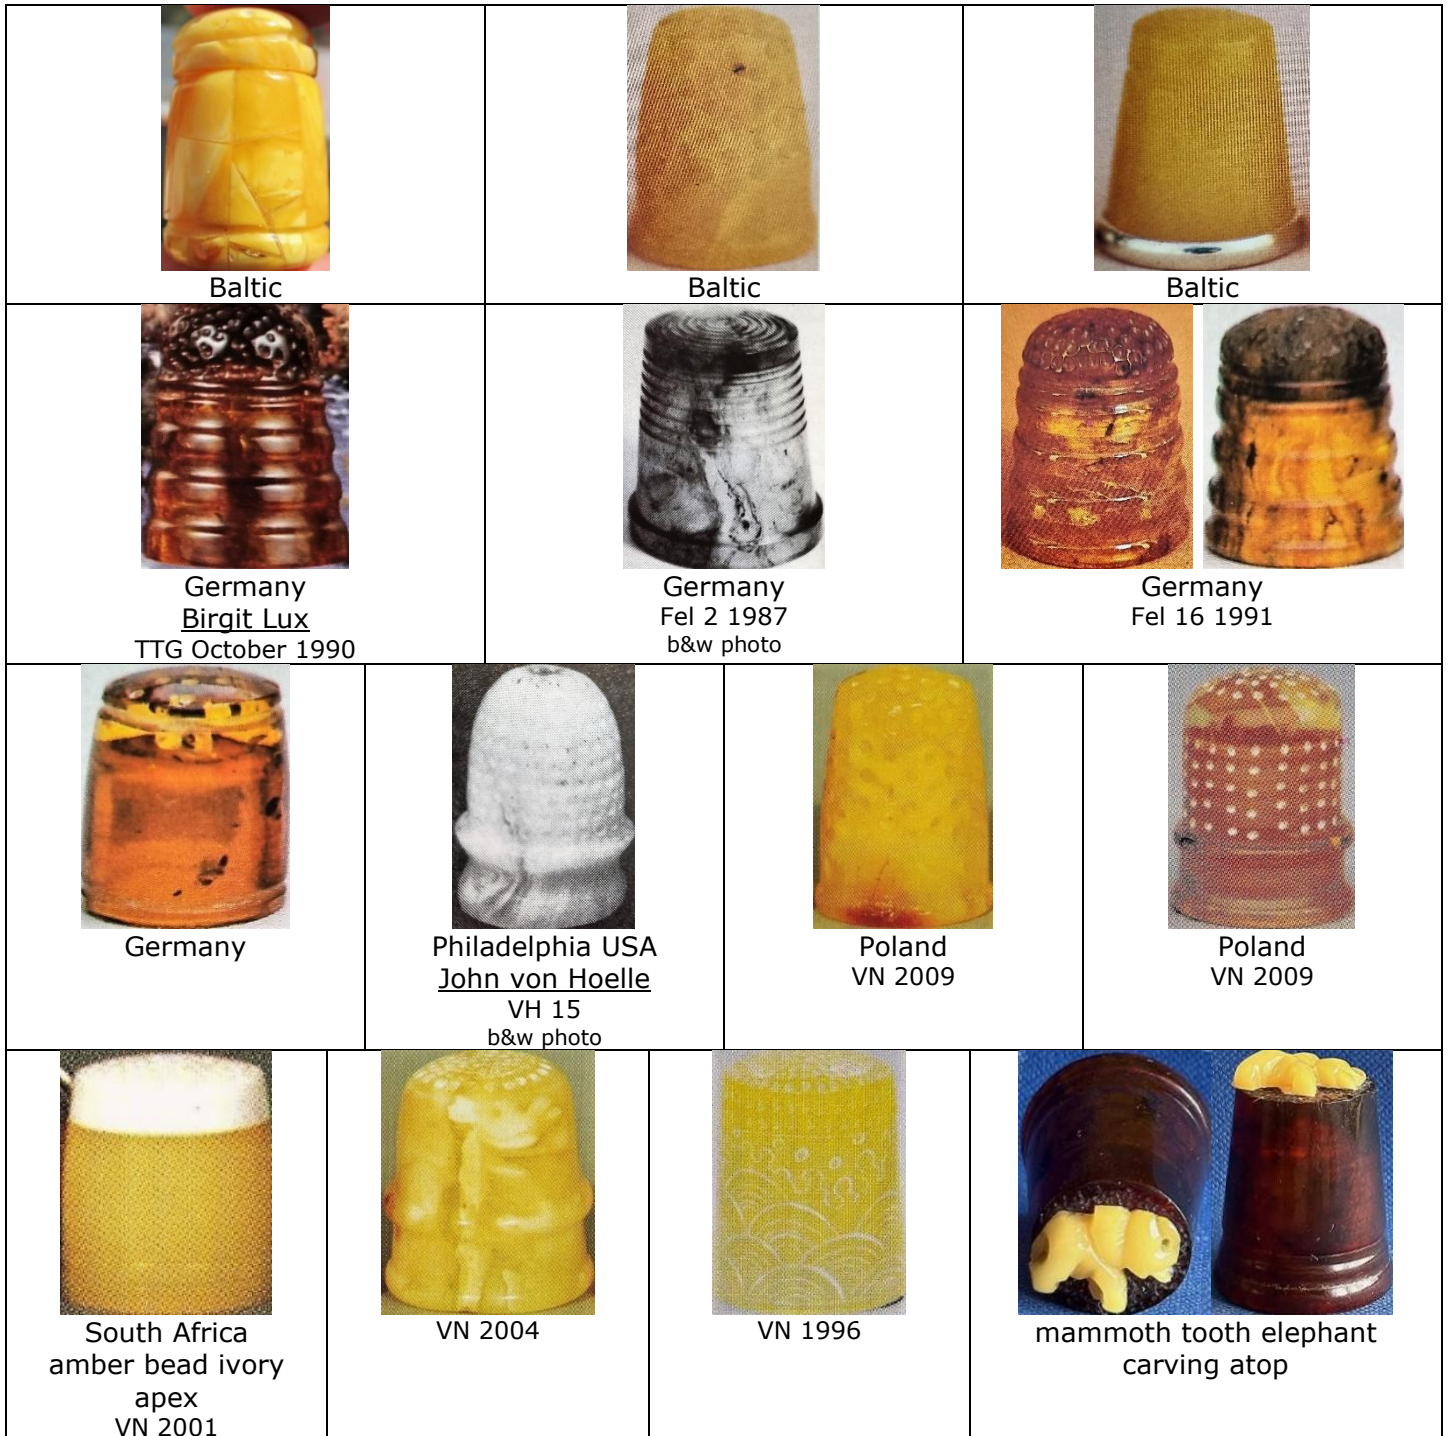 Baltic
Baltic
Baltic
Germany
Birgit Lux
TTG October 1990
Germany
Fel 2 1987
b&w photo
Germany
Fel 16 1991
Germany
Philadelphia USA
John von Hoelle
VH 15
b&w photo
Poland
VN 2009
Poland
VN 2009
South Africa
amber bead ivory
apex
VN 2001
VN 2004
VN 1996
mammoth tooth elephant
carving atop